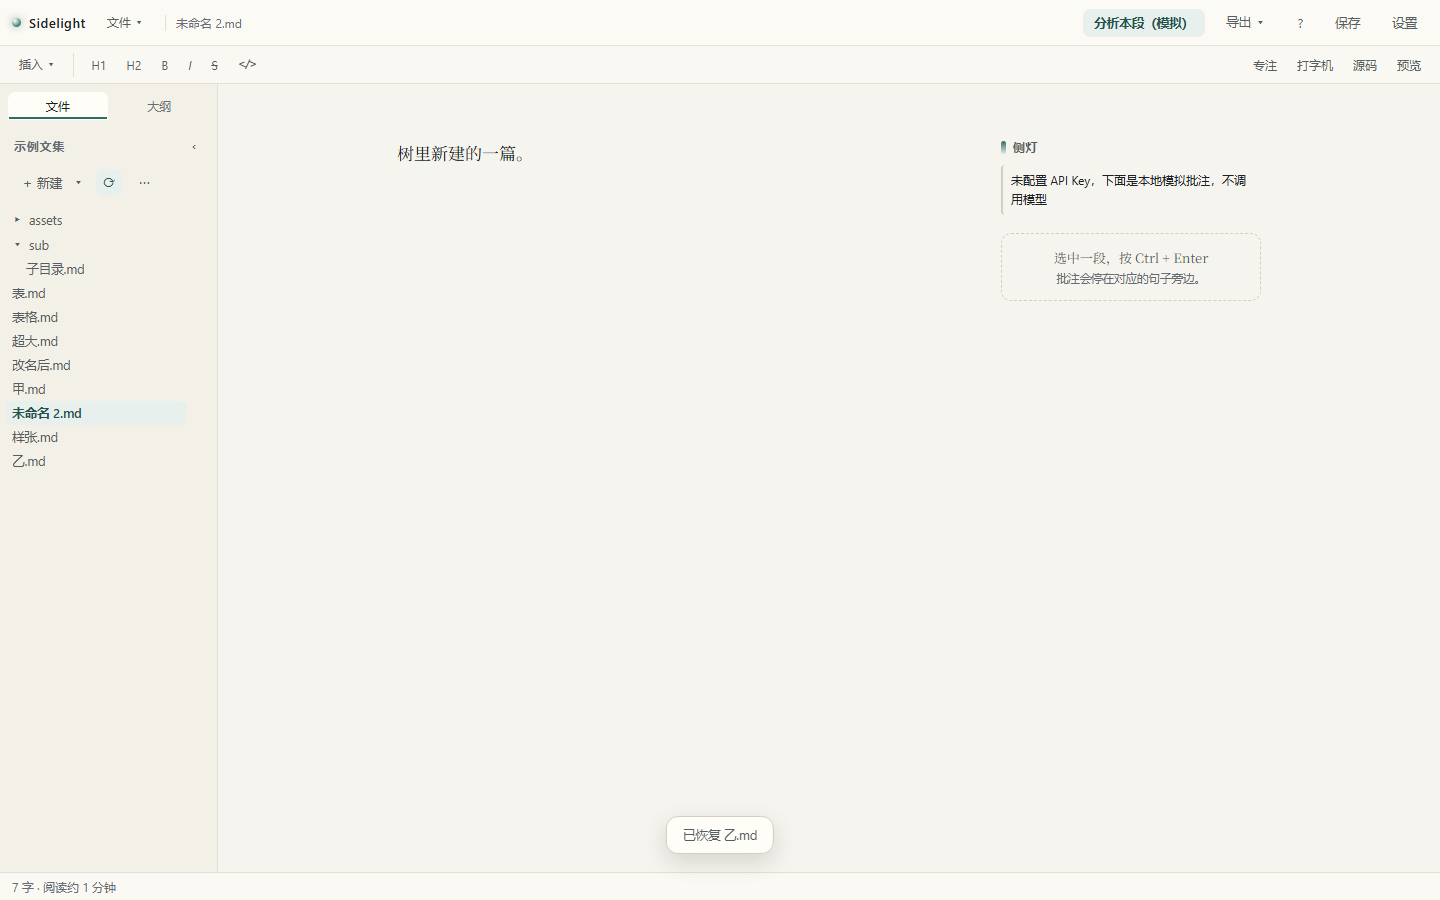 Sidelight 文件 未命名 2.md 分析本段（模拟） 导出 ? 保存 设置
插入 H1 H2 B I S </> 专注 打字机 源码 预览
文件 大纲
示例文集
+ 新建 ...
assets
sub
子目录.md
表.md
表格.md
超大.md
改名后.md
甲.md
未命名 2.md
样张.md
乙.md
树里新建的一篇。
侧灯
未配置 API Key，下面是本地模拟批注，不调
用模型
选中一段，按 Ctrl + Enter
批注会停在对应的句子旁边。
已恢复 乙.md
7 字 · 阅读约 1 分钟